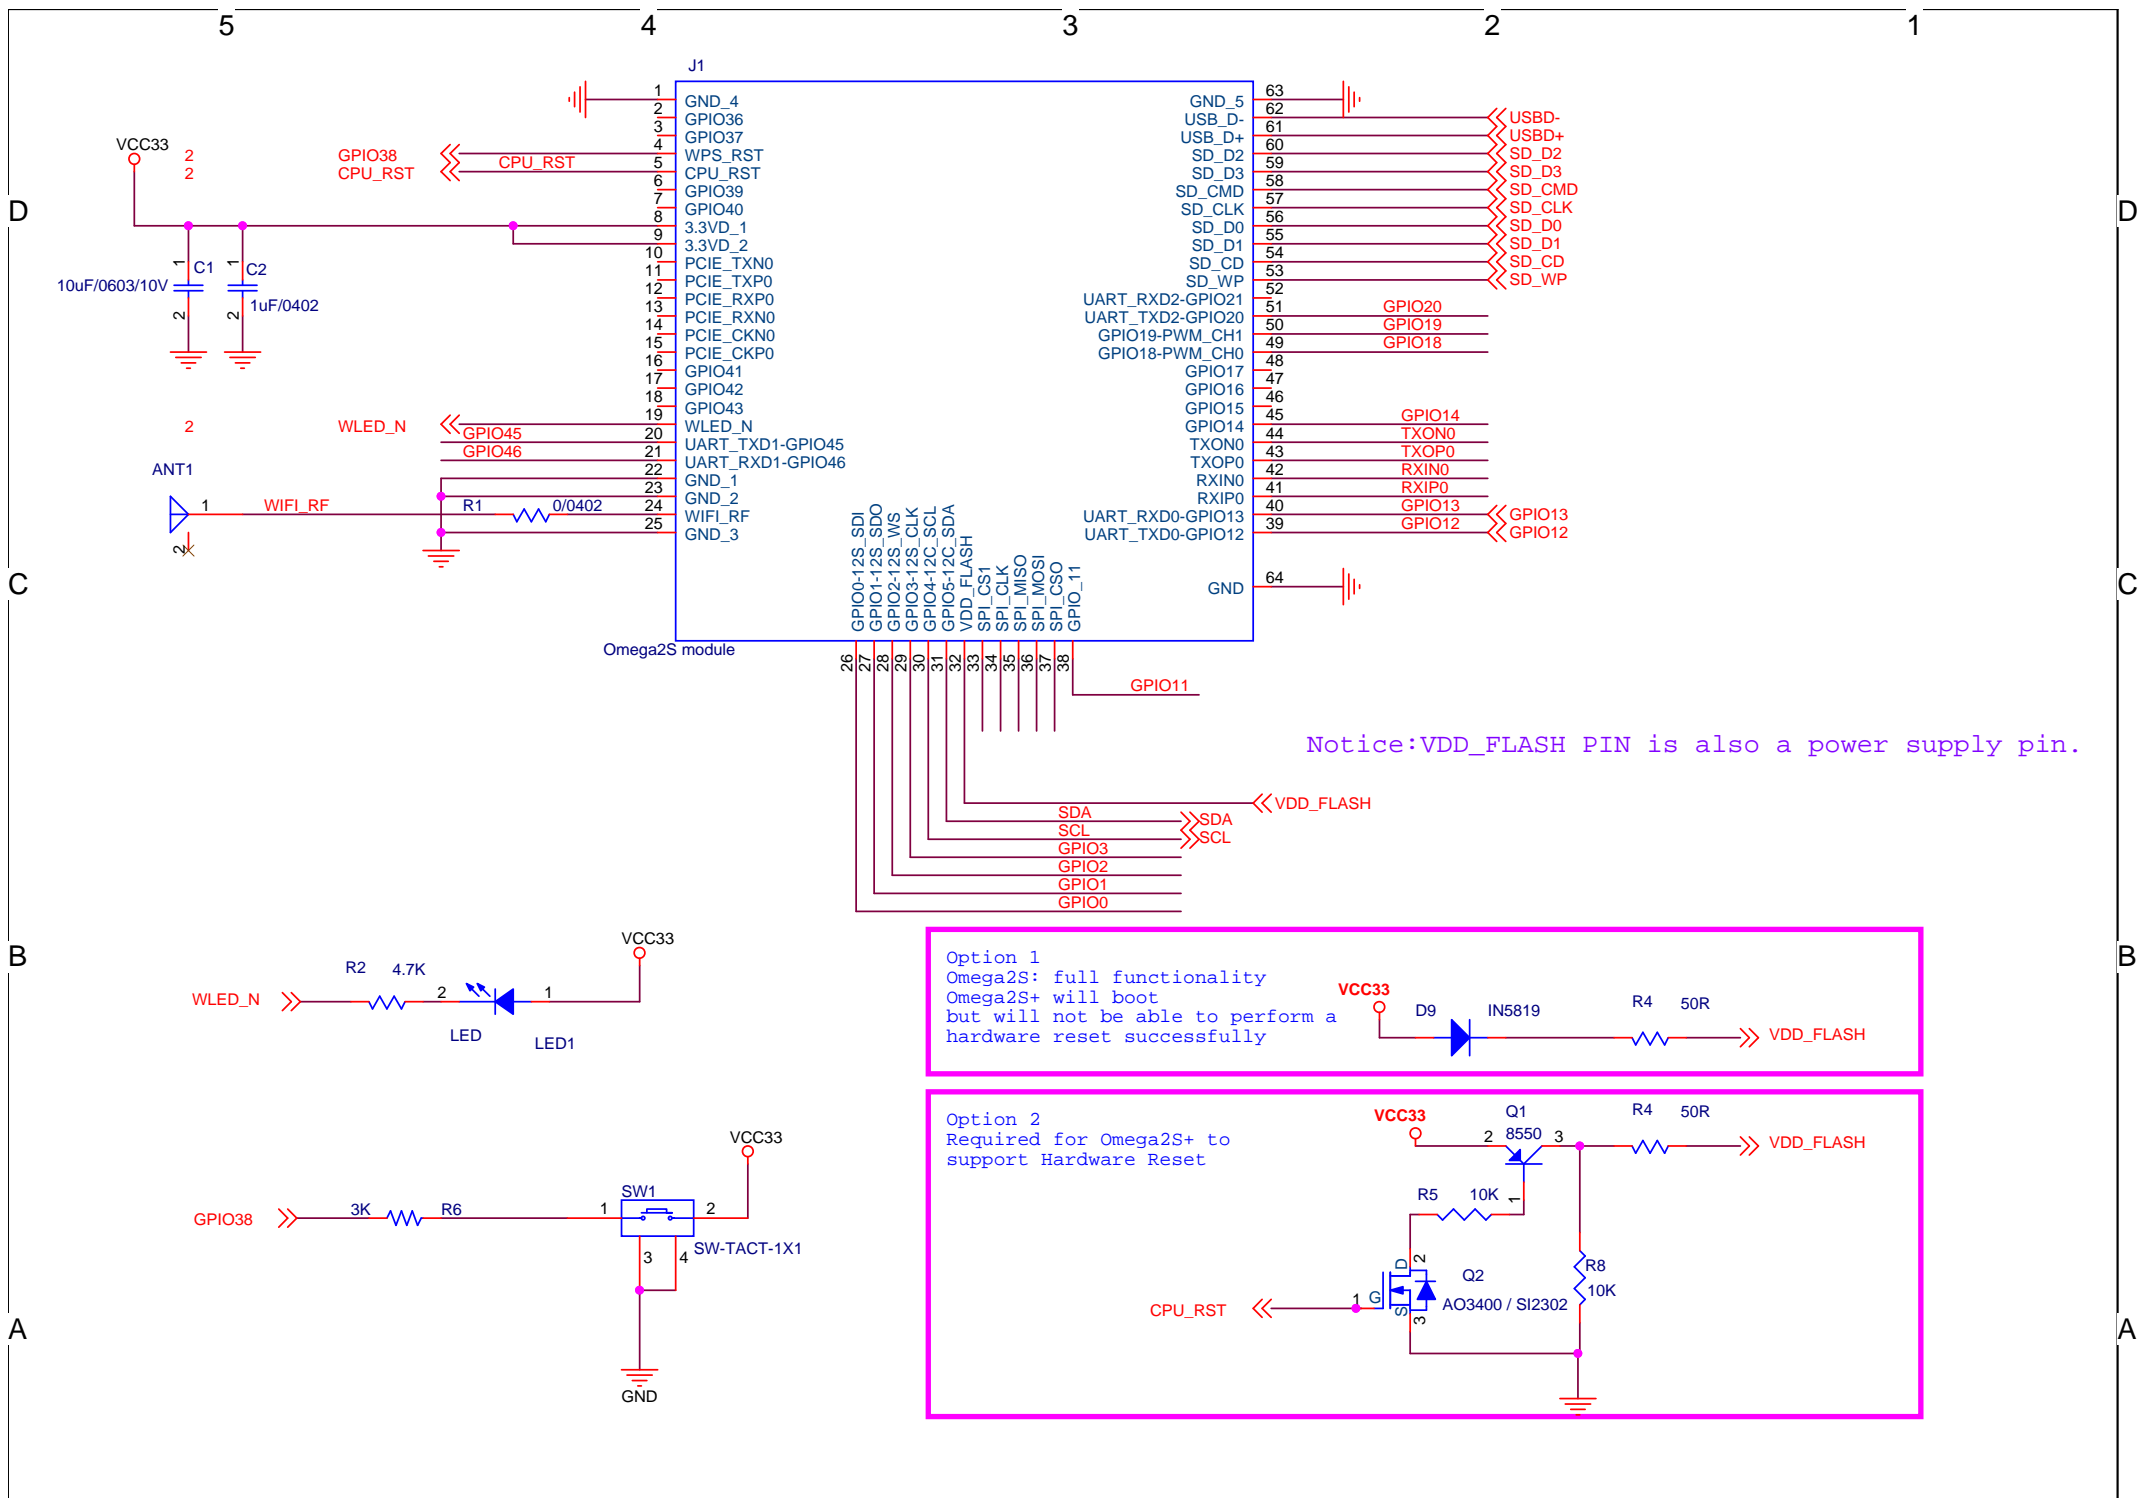 5 4 3 2 1
D D
C C
B B
A A
J1
1 GND_4
2 GPIO36
3 GPIO37
4 WPS_RST
5 CPU_RST
6 GPIO39
7 GPIO40
8 3.3VD_1
9 3.3VD_2
10 PCIE_TXN0
11 PCIE_TXP0
12 PCIE_RXP0
13 PCIE_RXN0
14 PCIE_CKN0
15 PCIE_CKP0
16 GPIO41
17 GPIO42
18 GPIO43
19 WLED_N
20 UART_TXD1-GPIO45
21 UART_RXD1-GPIO46
22 GND_1
23 GND_2
24 WIFI_RF
25 GND_3
63 GND_5
62 USB_D-
61 USB_D+
60 SD_D2
59 SD_D3
58 SD_CMD
57 SD_CLK
56 SD_D0
55 SD_D1
54 SD_CD
53 SD_WP
52 UART_RXD2-GPIO21
51 UART_TXD2-GPIO20
50 GPIO19-PWM_CH1
49 GPIO18-PWM_CH0
48 GPIO17
47 GPIO16
46 GPIO15
45 GPIO14
44 TXON0
43 TXOP0
42 RXIN0
41 RXIP0
40 UART_RXD0-GPIO13
39 UART_TXD0-GPIO12
64 GND
26 GPIO0-12S_SDI
27 GPIO1-12S_SDO
28 GPIO2-12S_WS
29 GPIO3-12S_CLK
30 GPIO4-12C_SCL
31 GPIO5-12C_SDA
32 VDD_FLASH
33 SPI_CS1
34 SPI_CLK
35 SPI_MISO
36 SPI_MOSI
37 SPI_CSO
38 GPIO_11
Omega2S module
VCC33
2 GPIO38
2 CPU_RST
CPU_RST
1 C1 2
10uF/0603/10V
1 C2 2
1uF/0402
2 WLED_N
GPIO45
GPIO46
ANT1
1 WIFI_RF
2
R1 0/0402
USBD-
USBD+
SD_D2
SD_D3
SD_CMD
SD_CLK
SD_D0
SD_D1
SD_CD
SD_WP
GPIO20
GPIO19
GPIO18
GPIO14
TXON0
TXOP0
RXIN0
RXIP0
GPIO13 GPIO13
GPIO12 GPIO12
GPIO11
Notice:VDD_FLASH PIN is also a power supply pin.
VDD_FLASH
SDA SDA
SCL SCL
GPIO3
GPIO2
GPIO1
GPIO0
VCC33
R2 4.7K
WLED_N 2 1
LED
LED1
VCC33
SW1
GPIO38 3K R6 1 2
SW-TACT-1X1
3 4
GND
Option 1
Omega2S: full functionality
Omega2S+ will boot
but will not be able to perform a
hardware reset successfully
VCC33
D9 IN5819 R4 50R
VDD_FLASH
Option 2
Required for Omega2S+ to
support Hardware Reset
VCC33 Q1 R4 50R
2 8550 3 VDD_FLASH
R5 10K 1
D 2
Q2
R8
10K
AO3400 / SI2302
CPU_RST 1 G
S 3